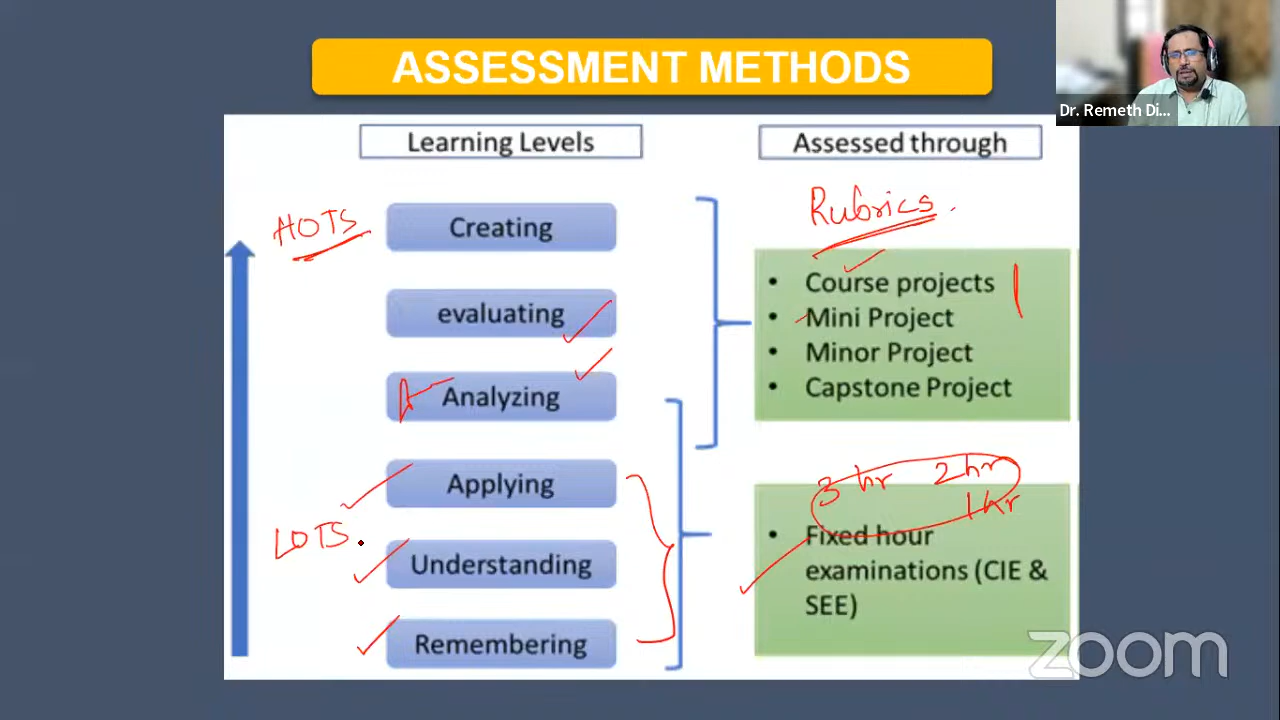 ASSESSMENT METHODS
Dr. Remeth Di...
Learning Levels
Assessed through
HOTS
Creating
evaluating
Analyzing
Applying
LOTS
Understanding
Remembering
Rubrics
• Course projects
• Mini Project
• Minor Project
• Capstone Project
3 hr 2 hr
1 hr
• Fixed hour
examinations (CIE &
SEE)
zoom